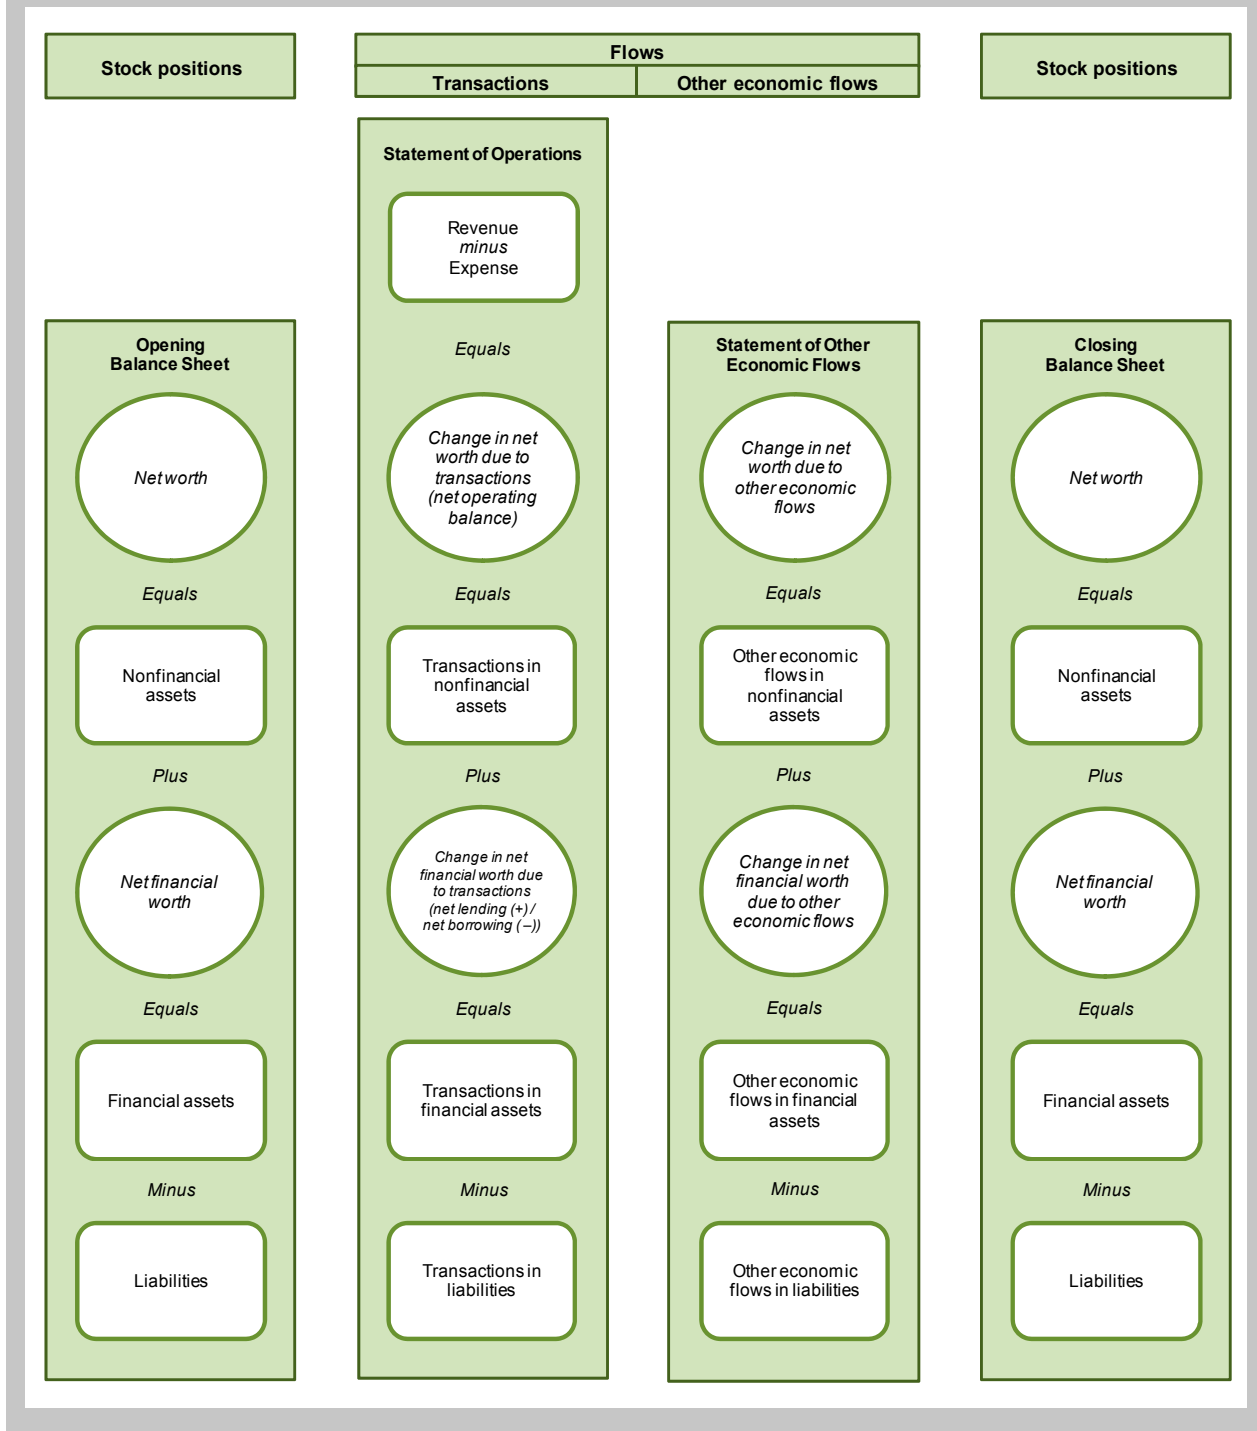 Stock positions
Flows
Transactions
Other economic flows
Stock positions
Statement of Operations
Revenue
minus
Expense
Equals
Opening
Balance Sheet
Net worth
Equals
Nonfinancial
assets
Plus
Net financial
worth
Equals
Financial assets
Minus
Liabilities
Change in net
worth due to
transactions
(net operating
balance)
Equals
Transactions in
nonfinancial
assets
Plus
Change in net
financial worth due
to transactions
(net lending (+) /
net borrowing (–))
Equals
Transactions in
financial assets
Minus
Transactions in
liabilities
Statement of Other
Economic Flows
Change in net
worth due to
other economic
flows
Equals
Other economic
flows in
nonfinancial
assets
Plus
Change in net
financial worth
due to other
economic flows
Equals
Other economic
flows in financial
assets
Minus
Other economic
flows in liabilities
Closing
Balance Sheet
Net worth
Equals
Nonfinancial
assets
Plus
Net financial
worth
Equals
Financial assets
Minus
Liabilities